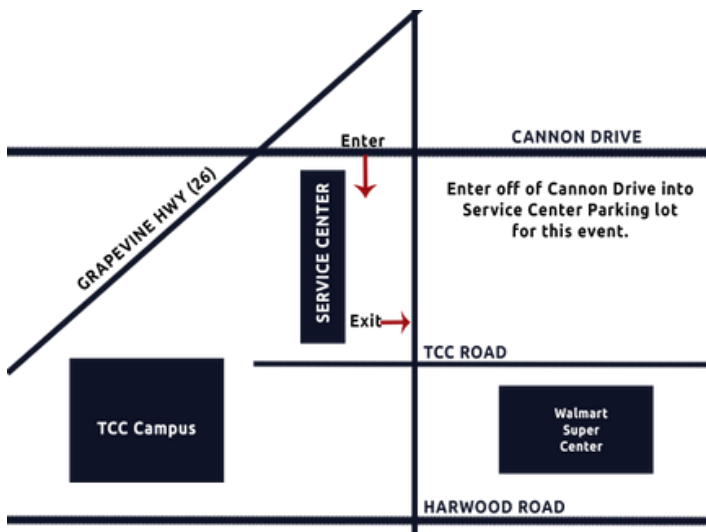 Enter
CANNON DRIVE
GRAPEVINE HWY (26)
SERVICE CENTER
Enter off of Cannon Drive into
Service Center Parking lot
for this event.
Exit
TCC ROAD
TCC Campus
Walmart
Super
Center
HARWOOD ROAD